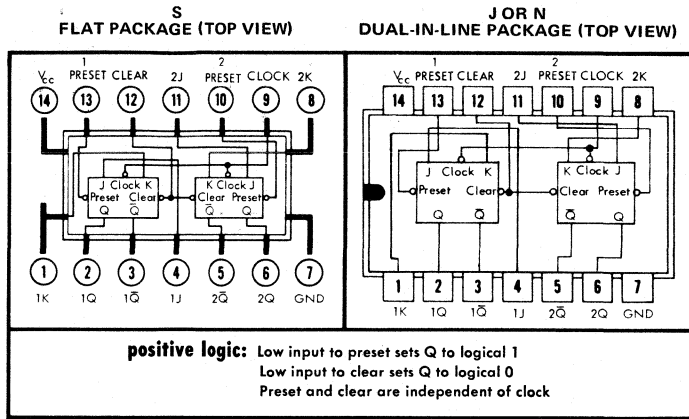 S
FLAT PACKAGE (TOP VIEW)
J OR N
DUAL-IN-LINE PACKAGE (TOP VIEW)
1 2
Vcc PRESET CLEAR 2J PRESET CLOCK 2K
14 13 12 11 10 9 8
J Clock K K Clock J
Preset Clear Clear Preset
Q Q̅ Q̅ Q
1 2 3 4 5 6 7
1K 1Q 1Q̅ 1J 2Q̅ 2Q GND
1 2
Vcc PRESET CLEAR 2J PRESET CLOCK 2K
14 13 12 11 10 9 8
J Clock K K Clock J
Preset Clear Clear Preset
Q Q̅ Q̅ Q
1 2 3 4 5 6 7
1K 1Q 1Q̅ 1J 2Q̅ 2Q GND
positive logic: Low input to preset sets Q to logical 1
Low input to clear sets Q to logical 0
Preset and clear are independent of clock